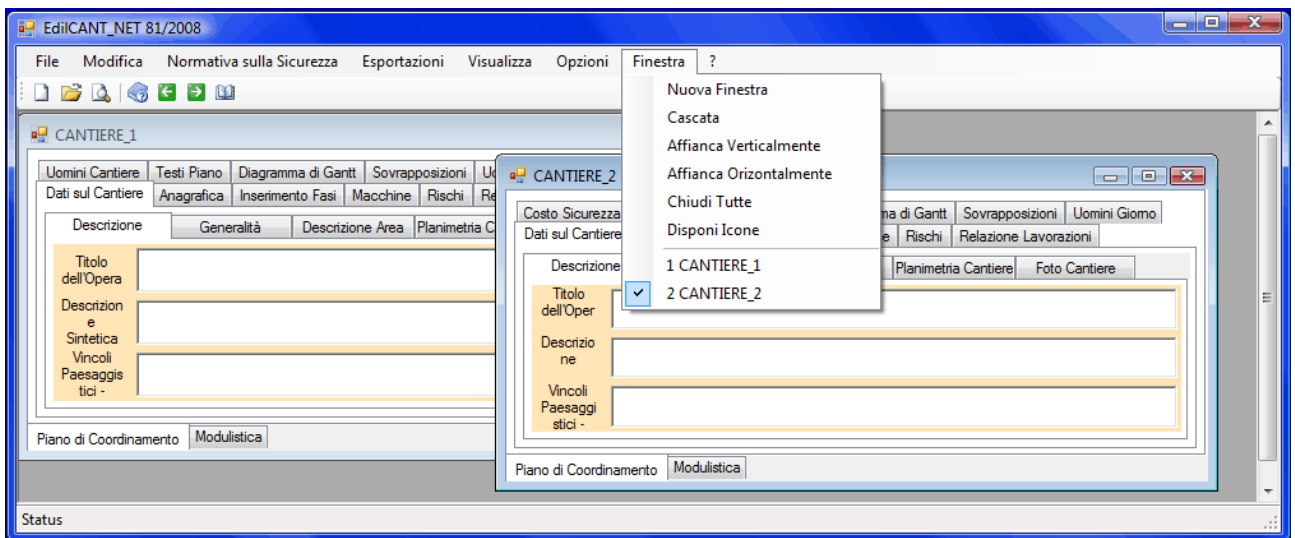 EdilCANT_NET 81/2008
File Modifica Normativa sulla Sicurezza Esportazioni Visualizza Opzioni Finestra ?
Nuova Finestra
Cascata
Affianca Verticalmente
Affianca Orizontalmente
Chiudi Tutte
Disponi Icone
1 CANTIERE_1
2 CANTIERE_2
CANTIERE_1
Uomini Cantiere Testi Piano Diagramma di Gantt Sovrapposizioni
Dati sul Cantiere Anagrafica Inserimento Fasi Macchine Rischi
Descrizione Generalità Descrizione Area Planimetria
Titolo
dell'Opera
Descrizion
e
Sintetica
Vincoli
Paesaggis
tici -
Piano di Coordinamento Modulistica
CANTIERE_2
Costo Sicurezza ma di Gantt Sovrapposizioni Uomini Giorno
Dati sul Cantiere e Rischi Relazione Lavorazioni
Descrizione Planimetria Cantiere Foto Cantiere
Titolo
dell'Oper
Descrizio
ne
Vincoli
Paesaggi
stici -
Piano di Coordinamento Modulistica
Status